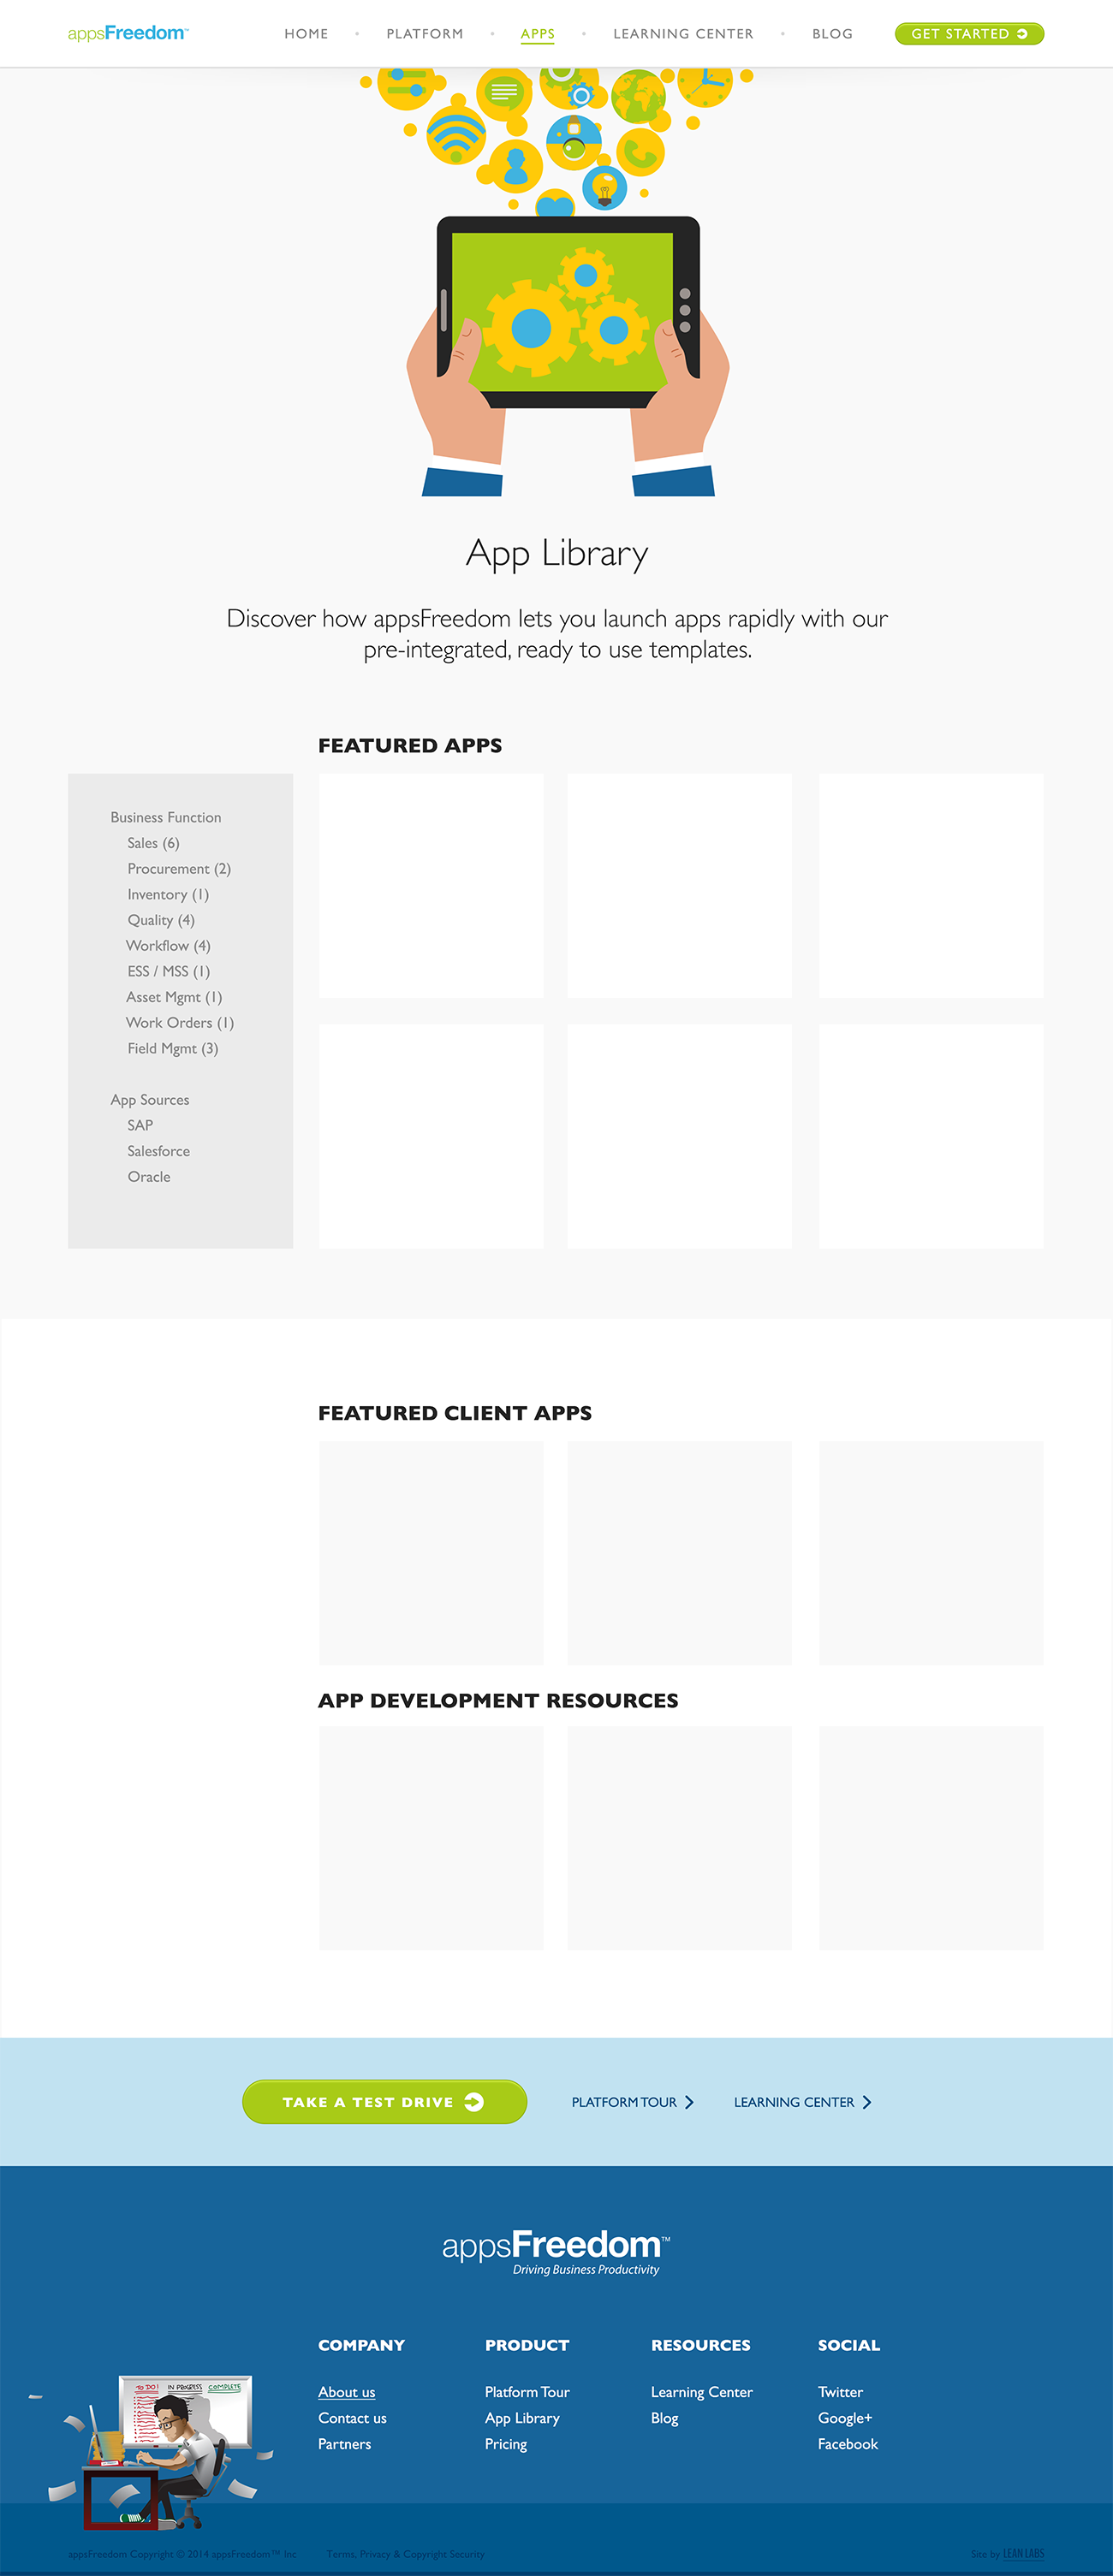 appsFreedom™
HOME • PLATFORM • APPS • LEARNING CENTER • BLOG
GET STARTED
App Library
Discover how appsFreedom lets you launch apps rapidly with our
pre-integrated, ready to use templates.
FEATURED APPS
Business Function
Sales (6)
Procurement (2)
Inventory (1)
Quality (4)
Workflow (4)
ESS / MSS (1)
Asset Mgmt (1)
Work Orders (1)
Field Mgmt (3)
App Sources
SAP
Salesforce
Oracle
FEATURED CLIENT APPS
APP DEVELOPMENT RESOURCES
TAKE A TEST DRIVE
PLATFORM TOUR
LEARNING CENTER
appsFreedom™
Driving Business Productivity
COMPANY
About us
Contact us
Partners
PRODUCT
Platform Tour
App Library
Pricing
RESOURCES
Learning Center
Blog
SOCIAL
Twitter
Google+
Facebook
TO DO! IN PROGRESS COMPLETE
appsFreedom Copyright © 2014 appsFreedom™ Inc
Terms, Privacy & Copyright Security
Site by LEAN LABS